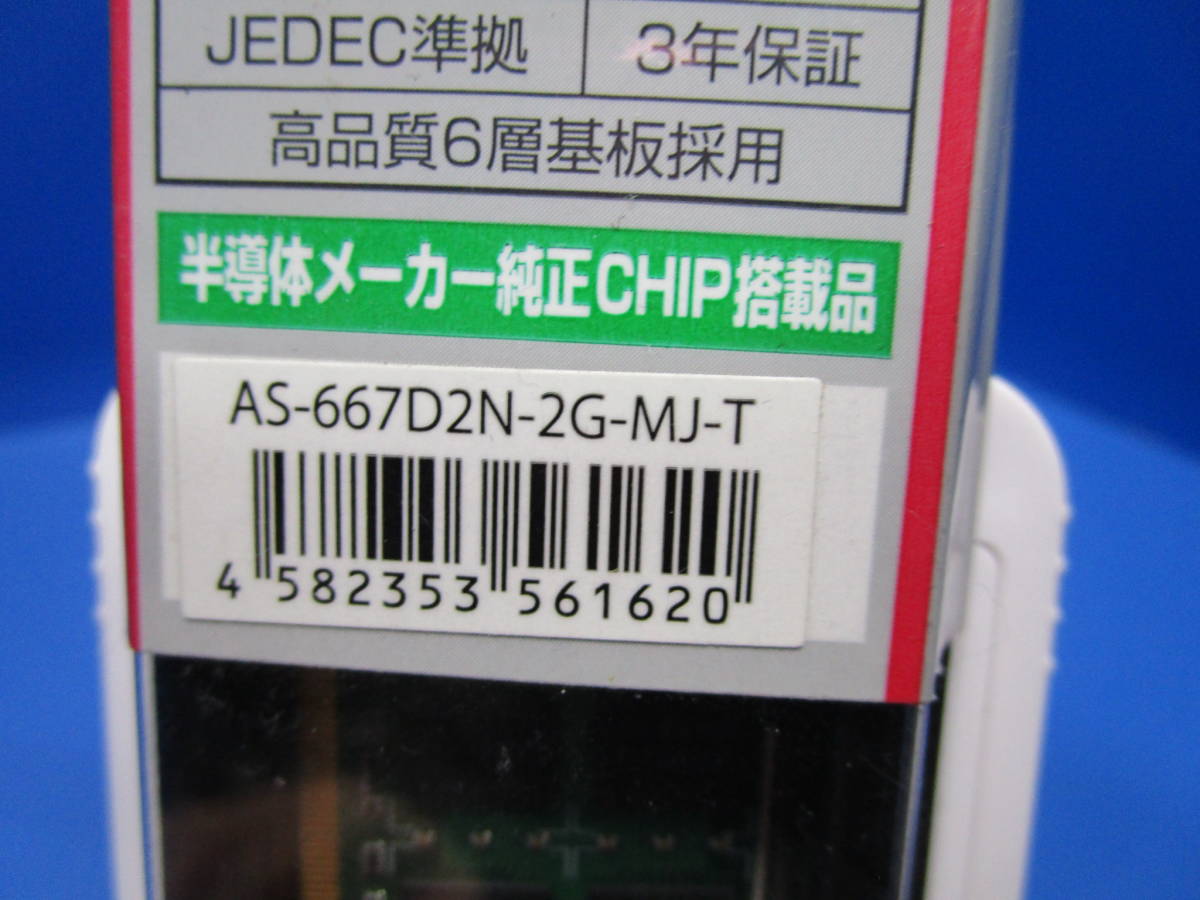 JEDEC準拠
3年保証
高品質6層基板採用
半導体メーカー純正CHIP搭載品
AS-667D2N-2G-MJ-T
4 582353 561620